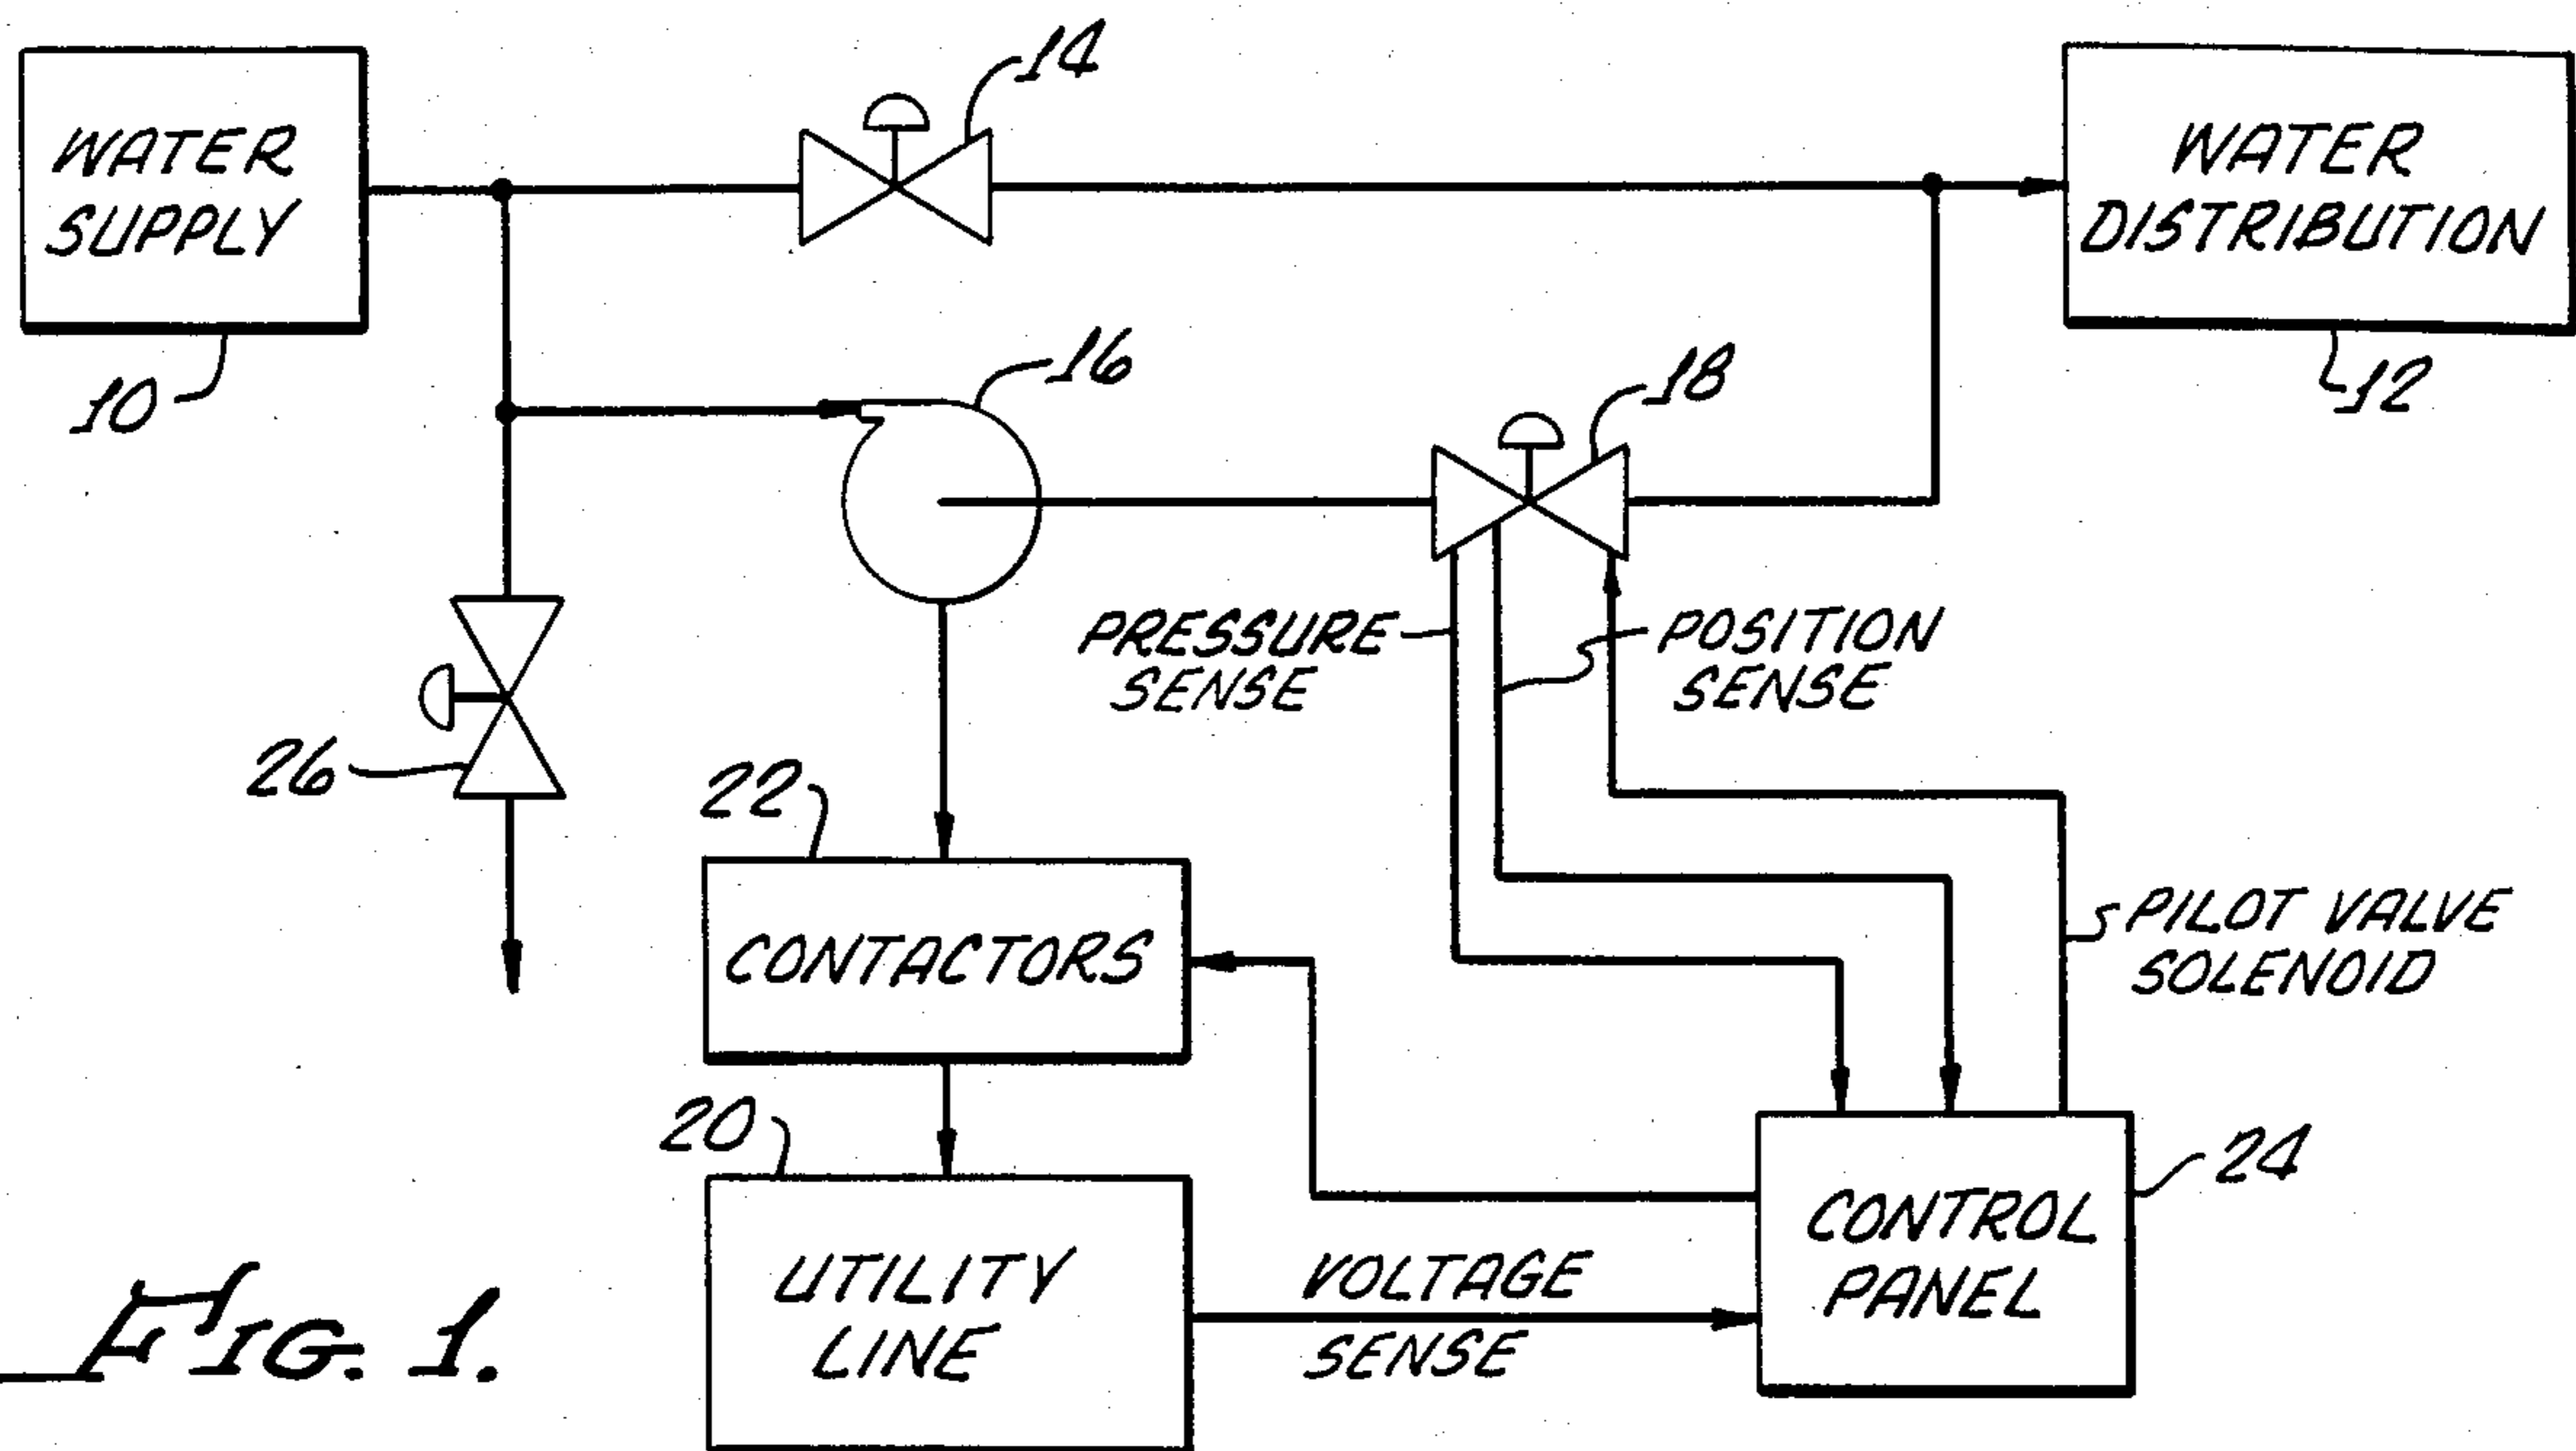 14
WATER
SUPPLY
WATER
DISTRIBUTION
10
16
18
12
PRESSURE
SENSE
POSITION
SENSE
26
22
PILOT VALVE
SOLENOID
CONTACTORS
20
24
CONTROL
PANEL
UTILITY
LINE
VOLTAGE
SENSE
FIG. 1.